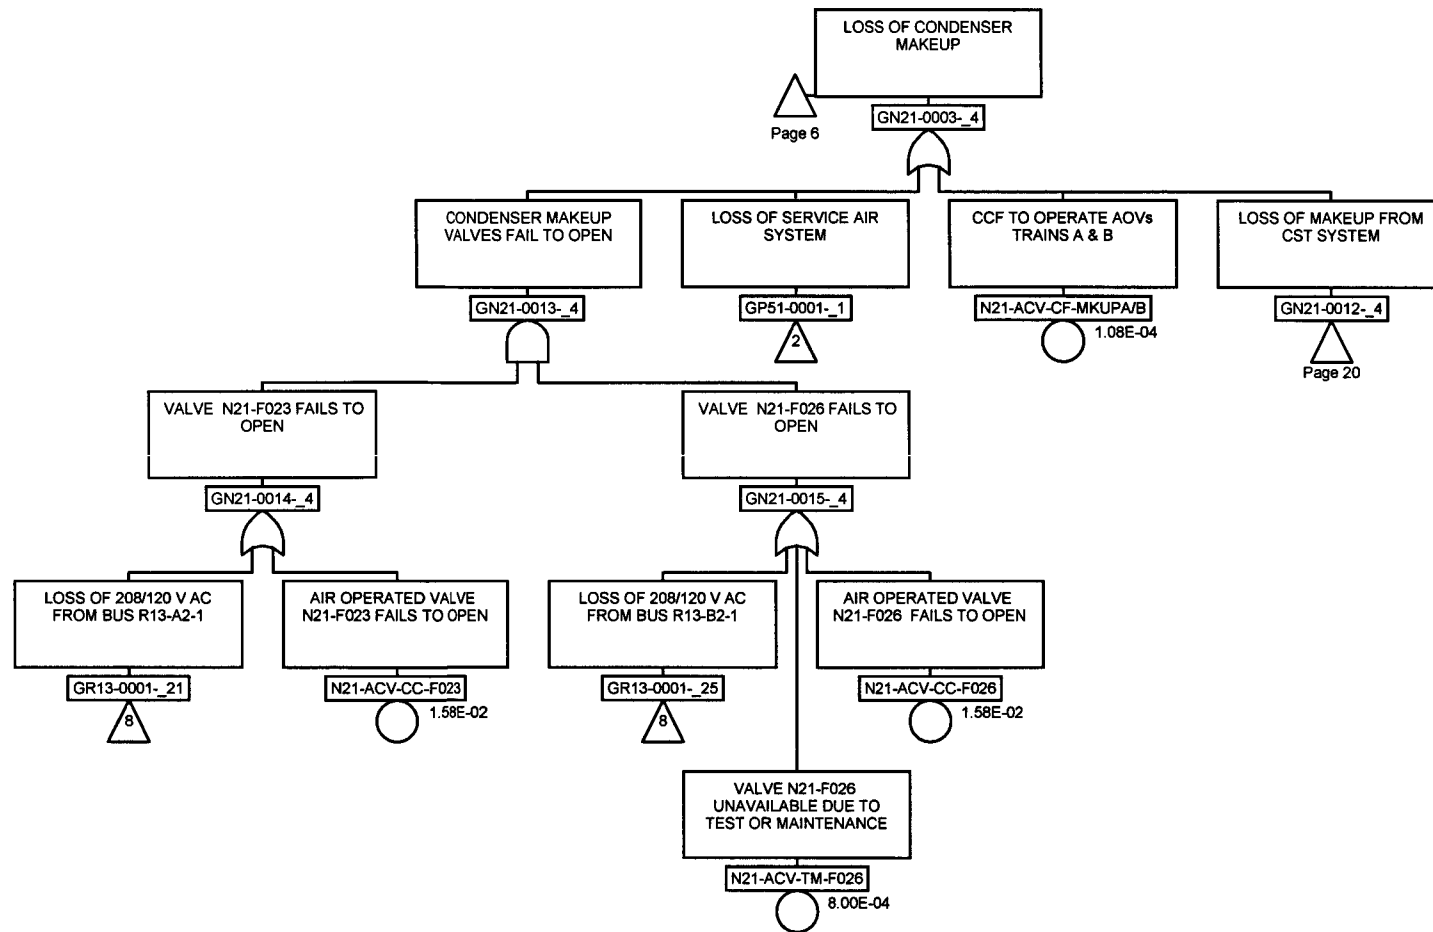 LOSS OF CONDENSER
MAKEUP
Page 6
GN21-0003-_4
CONDENSER MAKEUP
VALVES FAIL TO OPEN
GN21-0013-_4
LOSS OF SERVICE AIR
SYSTEM
GP51-0001-_1
2
CCF TO OPERATE AOVs
TRAINS A & B
N21-ACV-CF-MKUPA/B
1.08E-04
LOSS OF MAKEUP FROM
CST SYSTEM
GN21-0012-_4
Page 20
VALVE N21-F023 FAILS TO
OPEN
GN21-0014-_4
VALVE N21-F026 FAILS TO
OPEN
GN21-0015-_4
LOSS OF 208/120 V AC
FROM BUS R13-A2-1
GR13-0001-_21
8
AIR OPERATED VALVE
N21-F023 FAILS TO OPEN
N21-ACV-CC-F023
1.58E-02
LOSS OF 208/120 V AC
FROM BUS R13-B2-1
GR13-0001-_25
8
AIR OPERATED VALVE
N21-F026 FAILS TO OPEN
N21-ACV-CC-F026
1.58E-02
VALVE N21-F026
UNAVAILABLE DUE TO
TEST OR MAINTENANCE
N21-ACV-TM-F026
8.00E-04